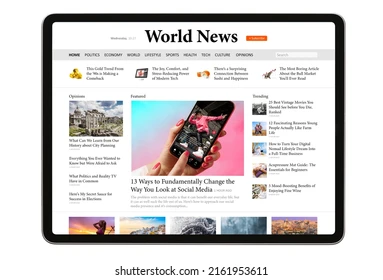 World News
HOME POLITICS ECONOMY WORLD LIFESTYLE SPORTS HEALTH TECH CULTURE OPINIONS
This Gold Trend From
the 90s is Making a
Comeback
The Joy, Comfort, and
Stress-Reducing Power
of Modern Tech
There's a Surprising
Connection Between
Sushi and Happiness
The Most Boring Article
About the Bull Market
You'll Ever Read
Opinions
What Can We Learn from Our
History about City Planning
Everything You Ever Wanted to
Know but Was Afraid to Ask
What Politics and Reality TV
Have in Common
Here's My Secret Sauce for
Success in Elections
Featured
13 Ways to Fundamentally Change the
Way You Look at Social Media
Trending
25 Best Vintage Movies You
Should See Before You Die,
Ranked
12 Fascinating Reasons Young
People Actually Like Farm
Life
How to Turn Your Digital
Nomad Lifestyle Dream into
a Full-Time Business
Acupressure Mat Guide: The
Essentials for Beginners
5 Mood-Boosting Benefits of
Enjoying Fine Wine
shutterstock.com · 2161953611